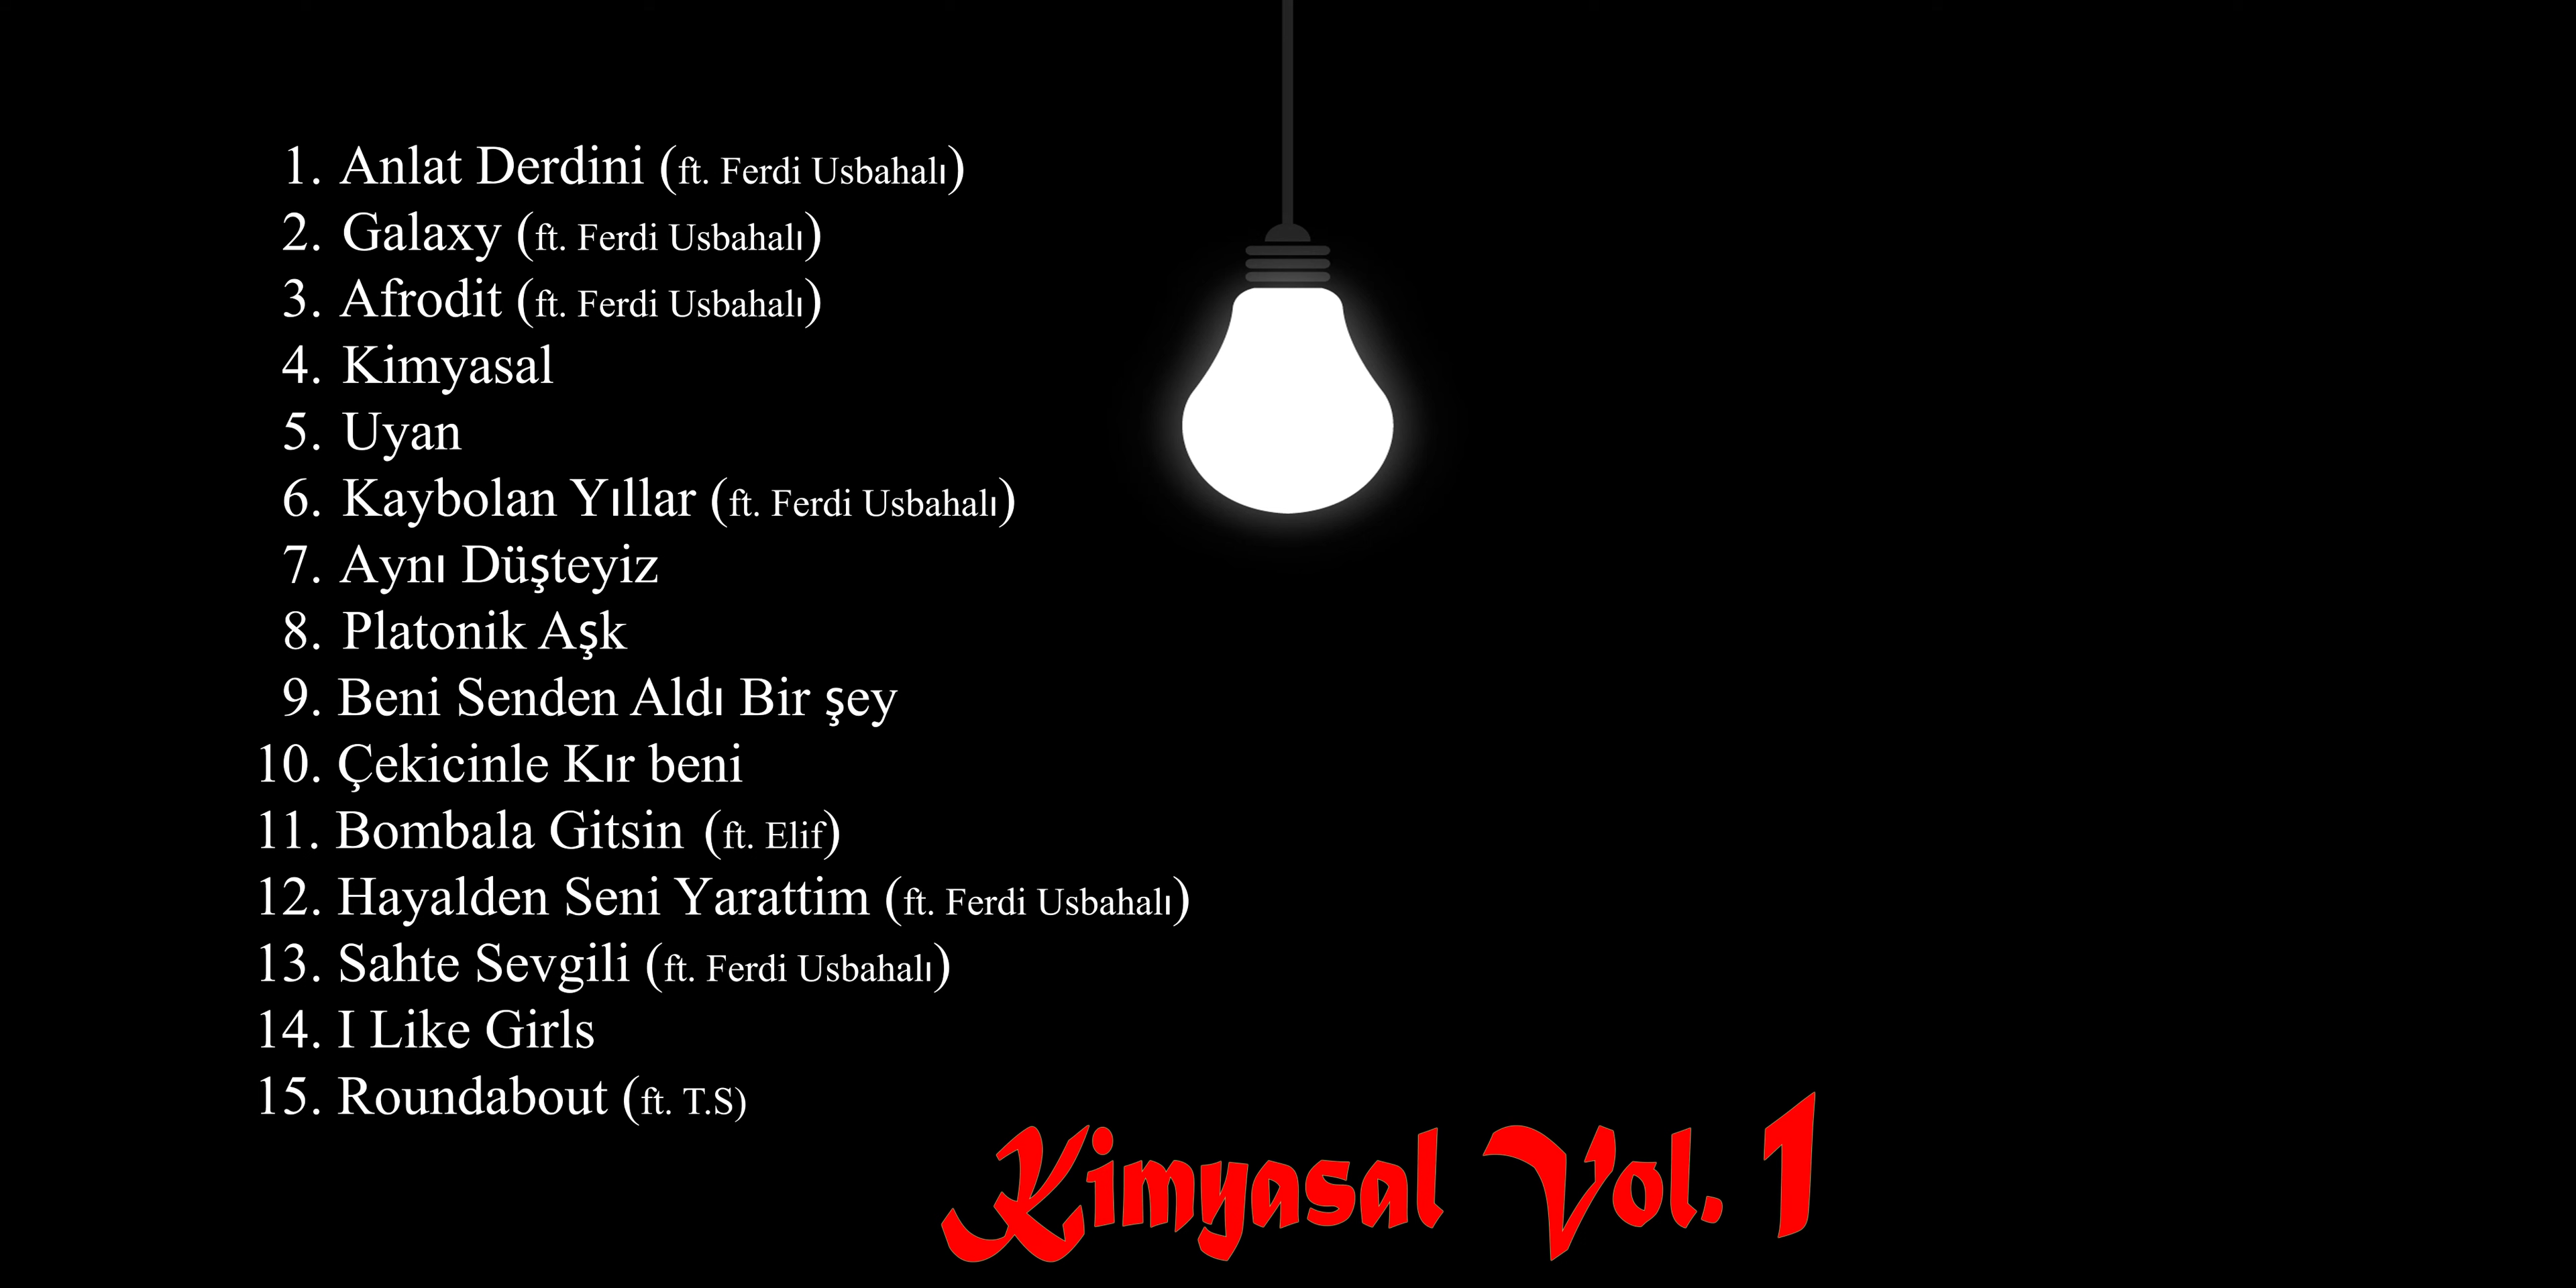 1. Anlat Derdini (ft. Ferdi Usbahalı)
2. Galaxy (ft. Ferdi Usbahalı)
3. Afrodit (ft. Ferdi Usbahalı)
4. Kimyasal
5. Uyan
6. Kaybolan Yıllar (ft. Ferdi Usbahalı)
7. Aynı Düşteyiz
8. Platonik Aşk
9. Beni Senden Aldı Bir şey
10. Çekicinle Kır beni
11. Bombala Gitsin (ft. Elif)
12. Hayalden Seni Yarattim (ft. Ferdi Usbahalı)
13. Sahte Sevgili (ft. Ferdi Usbahalı)
14. I Like Girls
15. Roundabout (ft. T.S)
Kimyasal Vol. 1